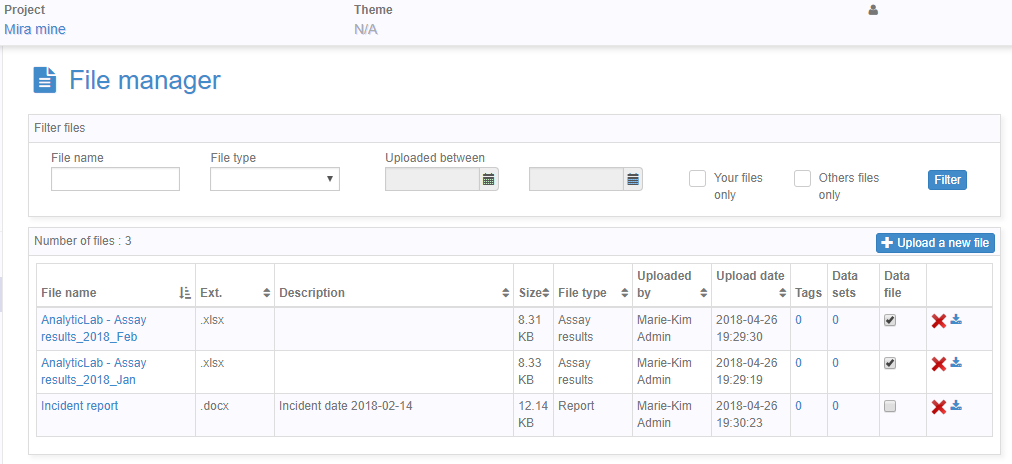 Project
Theme
Mira mine
N/A
File manager
Filter files
File name
File type
Uploaded between
Your files
only
Others files
only
Filter
Number of files : 3
Upload a new file
File name
Ext.
Description
Size
File type
Uploaded
by
Upload date
Tags
Data
sets
Data
file
AnalyticLab - Assay
results_2018_Feb
.xlsx
8.31
KB
Assay
results
Marie-Kim
Admin
2018-04-26
19:29:30
0
0
AnalyticLab - Assay
results_2018_Jan
.xlsx
8.33
KB
Assay
results
Marie-Kim
Admin
2018-04-26
19:29:19
0
0
Incident report
.docx
Incident date 2018-02-14
12.14
KB
Report
Marie-Kim
Admin
2018-04-26
19:30:23
0
0